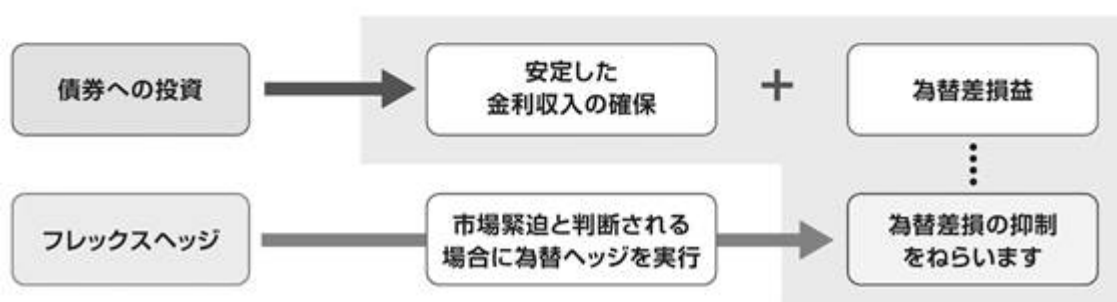 債券への投資
安定した
金利収入の確保
+
為替差損益
フレックスヘッジ
市場緊迫と判断される
場合に為替ヘッジを実行
為替差損の抑制
をねらいます